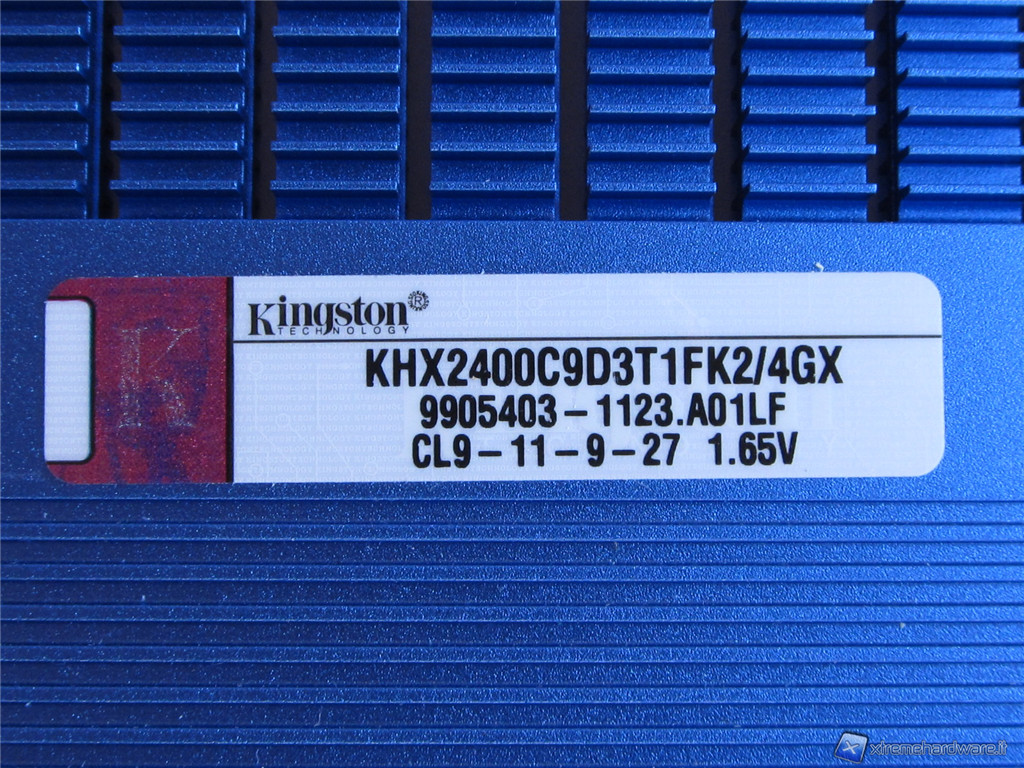 Kingston®
TECHNOLOGY
KHX2400C9D3T1FK2/4GX
9905403-1123.A01LF
CL9-11-9-27 1.65V
K
xtremehardware.it